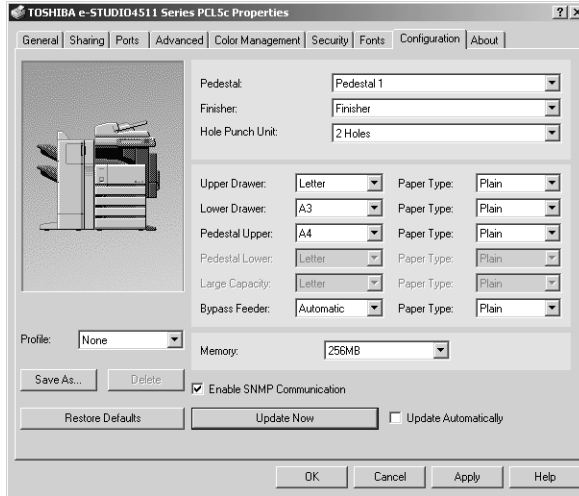 TOSHIBA e-STUDIO4511 Series PCL5c Properties
General Sharing Ports Advanced Color Management Security Fonts Configuration About
Pedestal: Pedestal 1
Finisher: Finisher
Hole Punch Unit: 2 Holes
Upper Drawer: Letter Paper Type: Plain
Lower Drawer: A3 Paper Type: Plain
Pedestal Upper: A4 Paper Type: Plain
Pedestal Lower: Letter Paper Type: Plain
Large Capacity: Letter Paper Type: Plain
Bypass Feeder: Automatic Paper Type: Plain
Profile: None
Memory: 256MB
Save As... Delete
Enable SNMP Communication
Restore Defaults Update Now Update Automatically
OK Cancel Apply Help